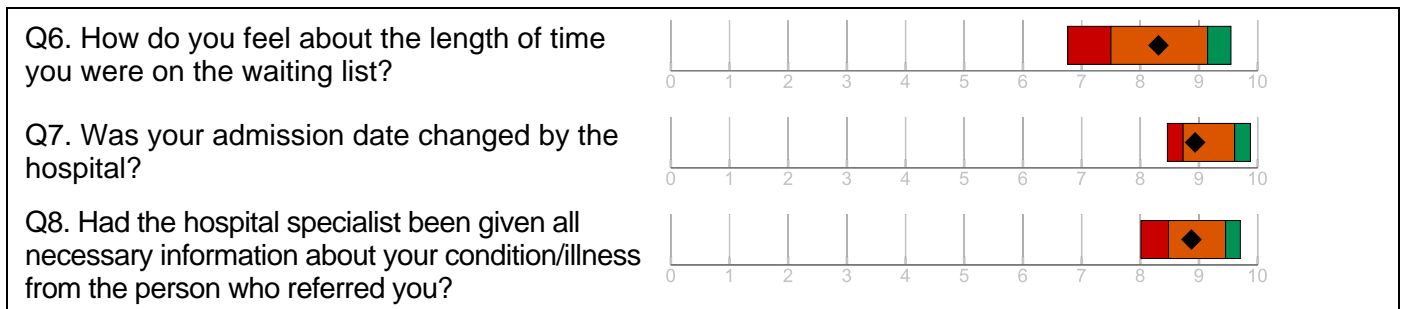 Q6. How do you feel about the length of time
you were on the waiting list?
0 1 2 3 4 5 6 7 8 9 10
Q7. Was your admission date changed by the
hospital?
0 1 2 3 4 5 6 7 8 9 10
Q8. Had the hospital specialist been given all
necessary information about your condition/illness
from the person who referred you?
0 1 2 3 4 5 6 7 8 9 10